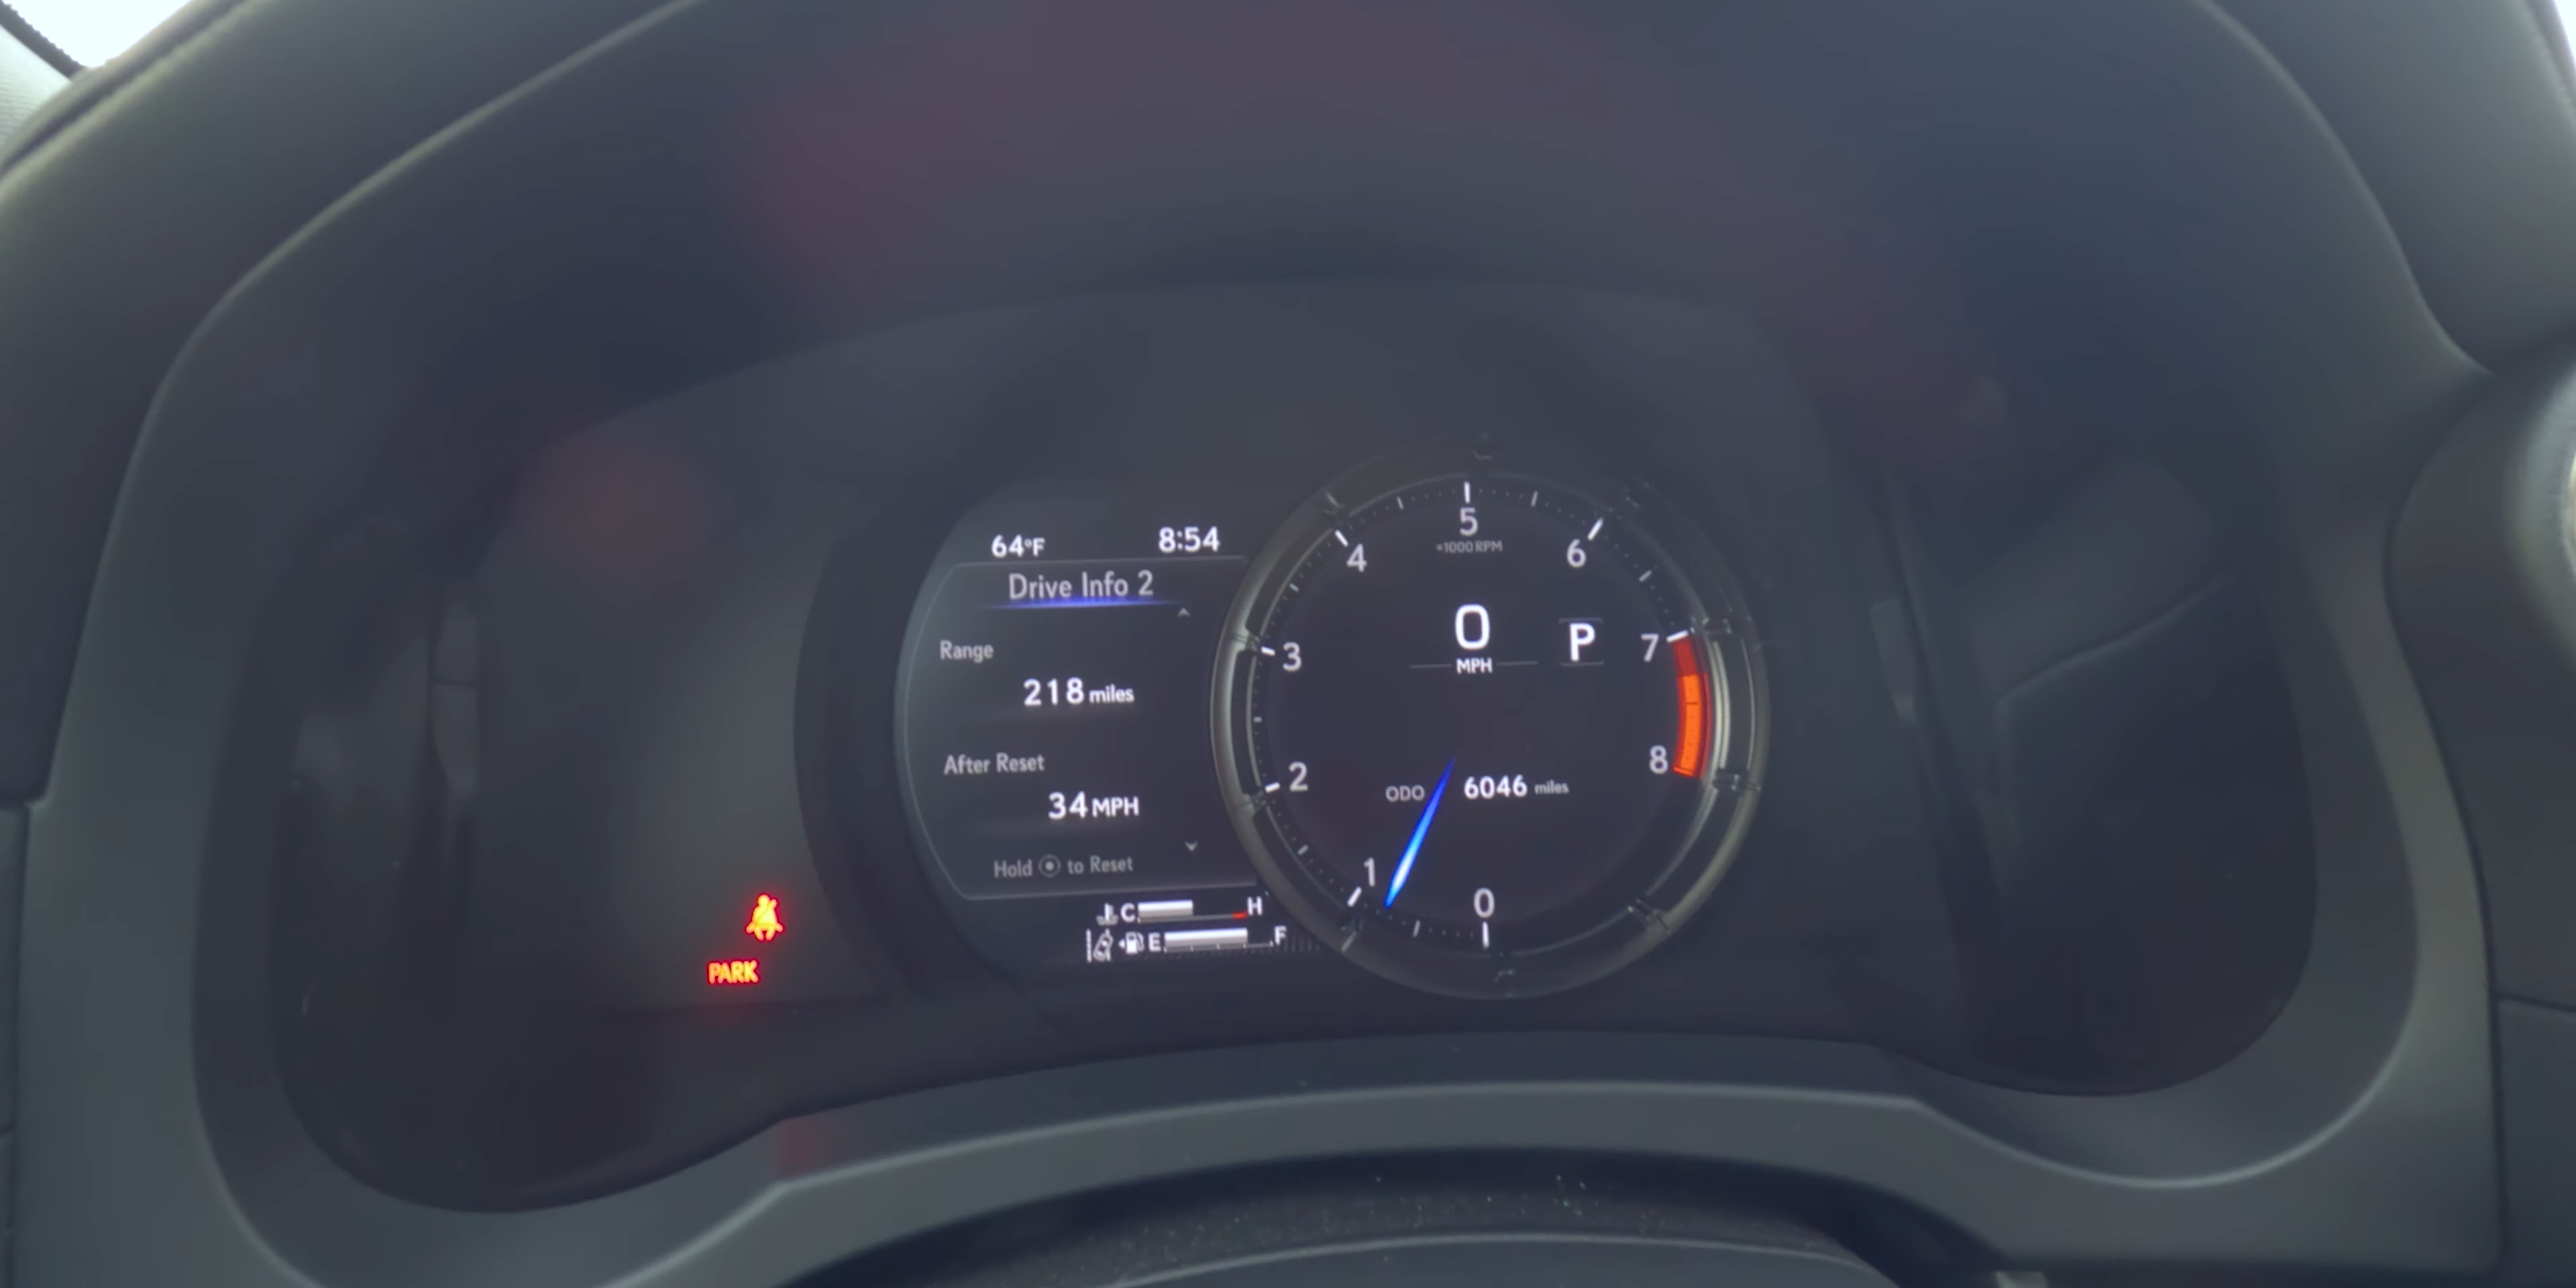 64°F 8:54
Drive Info 2
Range
218 miles
After Reset
34 MPH
Hold to Reset
C H
E F
PARK
5
×1000 RPM
4 6
3 7
2 8
1 0
0
MPH
P
ODO 6046 miles